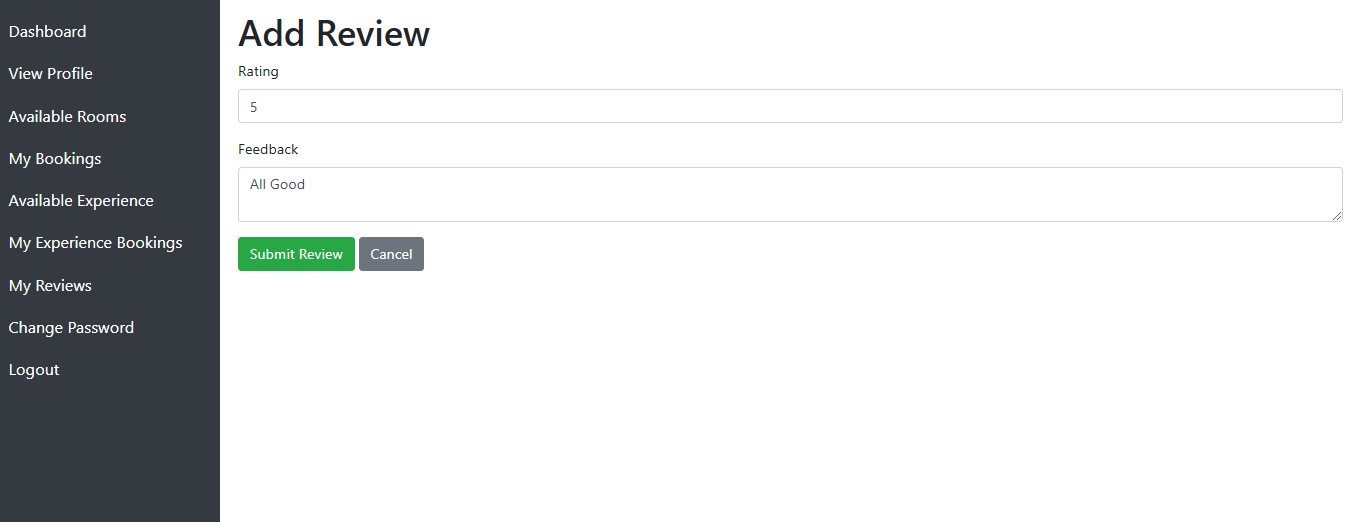 Dashboard
View Profile
Available Rooms
My Bookings
Available Experience
My Experience Bookings
My Reviews
Change Password
Logout
Add Review
Rating
5
Feedback
All Good
Submit Review
Cancel